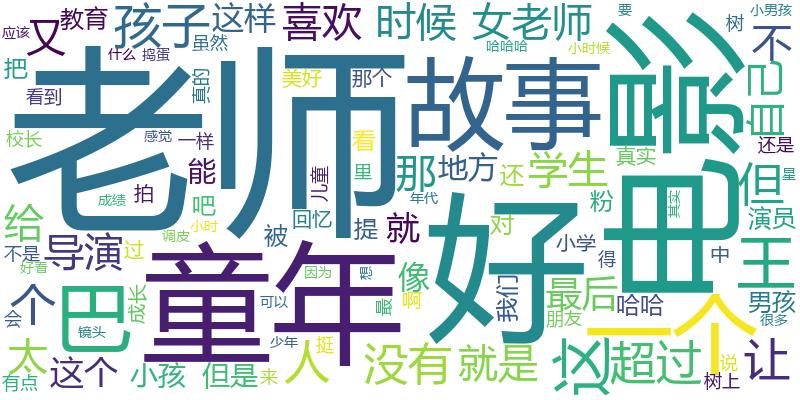 应该
又
教育
孩子
这样
喜欢
时候
女老师
要
树
小男孩
不
虽然
什么
捣蛋
哈哈哈
小时候
把
看到
老师
真的
美好
那个
故事
电影
自己
校长
感觉
一样
看
能
儿童
里
那
地方
还
学生
真实
还是
成绩
拍
吧
年代
粉
其实
但
星
给
调皮
小时
回忆
提
就
对
演员
不是
导演
过
被
小学
得
中
王
好看
童年
因为
想
像
好
我们
最后
哈哈
男孩
个
巴
成长
可以
最
啊
朋友
一个
很多
会
镜头
少年
挺
说
太
这个
小孩
但是
来
人
没有
就是
这
超过
让
有点
树上